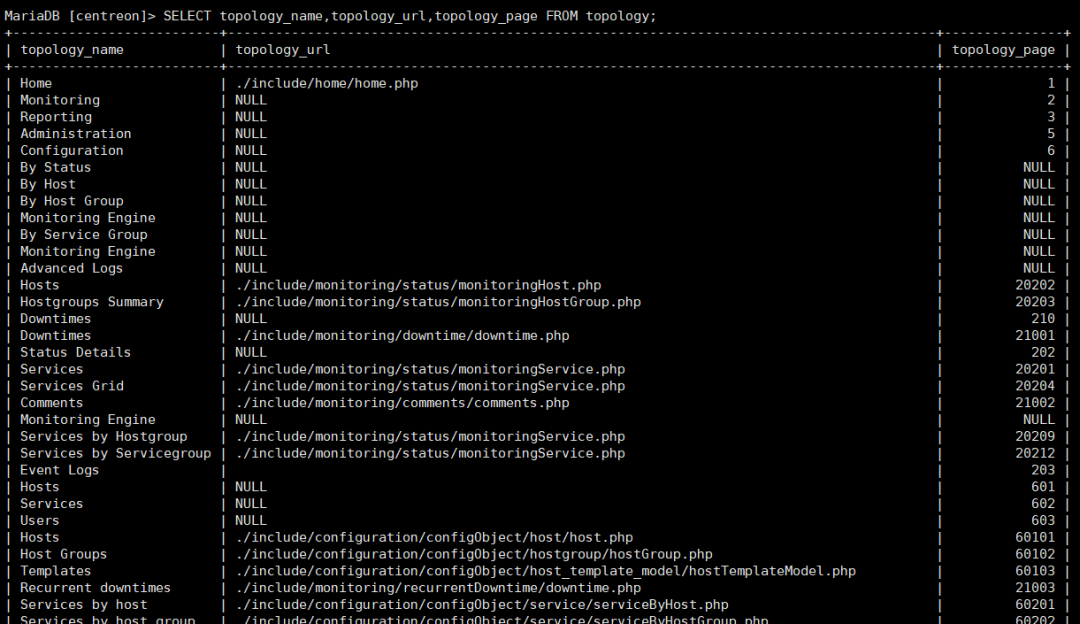 MariaDB [centreon]> SELECT topology_name,topology_url,topology_page FROM topology;
+--------------------------+-----------------------------------------------------------------------------------------+---------------+
| topology_name            | topology_url                                                                            | topology_page |
+--------------------------+-----------------------------------------------------------------------------------------+---------------+
| Home                     | ./include/home/home.php                                                                 |             1 |
| Monitoring               | NULL                                                                                    |             2 |
| Reporting                | NULL                                                                                    |             3 |
| Administration           | NULL                                                                                    |             5 |
| Configuration            | NULL                                                                                    |             6 |
| By Status                | NULL                                                                                    |          NULL |
| By Host                  | NULL                                                                                    |          NULL |
| By Host Group            | NULL                                                                                    |          NULL |
| Monitoring Engine        | NULL                                                                                    |          NULL |
| By Service Group         | NULL                                                                                    |          NULL |
| Monitoring Engine        | NULL                                                                                    |          NULL |
| Advanced Logs            | NULL                                                                                    |          NULL |
| Hosts                    | ./include/monitoring/status/monitoringHost.php                                          |         20202 |
| Hostgroups Summary       | ./include/monitoring/status/monitoringHostGroup.php                                     |         20203 |
| Downtimes                | NULL                                                                                    |           210 |
| Downtimes                | ./include/monitoring/downtime/downtime.php                                              |         21001 |
| Status Details           | NULL                                                                                    |           202 |
| Services                 | ./include/monitoring/status/monitoringService.php                                       |         20201 |
| Services Grid            | ./include/monitoring/status/monitoringService.php                                       |         20204 |
| Comments                 | ./include/monitoring/comments/comments.php                                              |         21002 |
| Monitoring Engine        | NULL                                                                                    |          NULL |
| Services by Hostgroup    | ./include/monitoring/status/monitoringService.php                                       |         20209 |
| Services by Servicegroup | ./include/monitoring/status/monitoringService.php                                       |         20212 |
| Event Logs               |                                                                                         |           203 |
| Hosts                    | NULL                                                                                    |           601 |
| Services                 | NULL                                                                                    |           602 |
| Users                    | NULL                                                                                    |           603 |
| Hosts                    | ./include/configuration/configObject/host/host.php                                      |         60101 |
| Host Groups              | ./include/configuration/configObject/hostgroup/hostGroup.php                            |         60102 |
| Templates                | ./include/configuration/configObject/host_template_model/hostTemplateModel.php          |         60103 |
| Recurrent downtimes      | ./include/monitoring/recurrentDowntime/downtime.php                                     |         21003 |
| Services by host         | ./include/configuration/configObject/service/serviceByHost.php                          |         60201 |
| Services by host group   | ./include/configuration/configObject/service/serviceByHostGroup.php                     |         60202 |